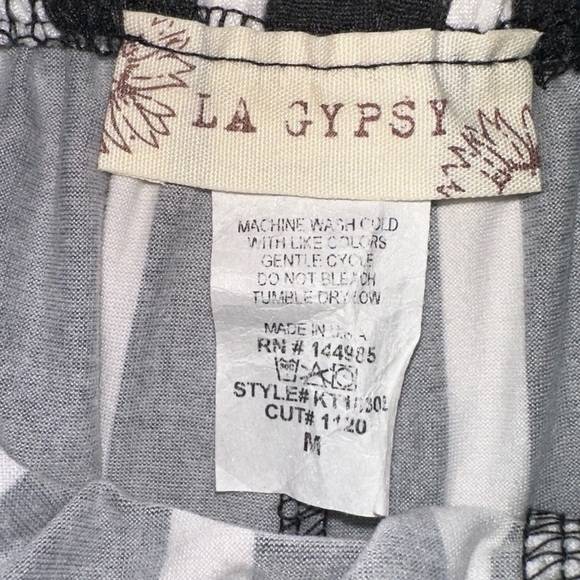 LA GYPSY
MACHINE WASH COLD
WITH LIKE COLORS
GENTLE CYCLE
DO NOT BLEACH
TUMBLE DRY LOW
MADE IN U.S.A
RN # 144985
STYLE#
CUT# 1120
M